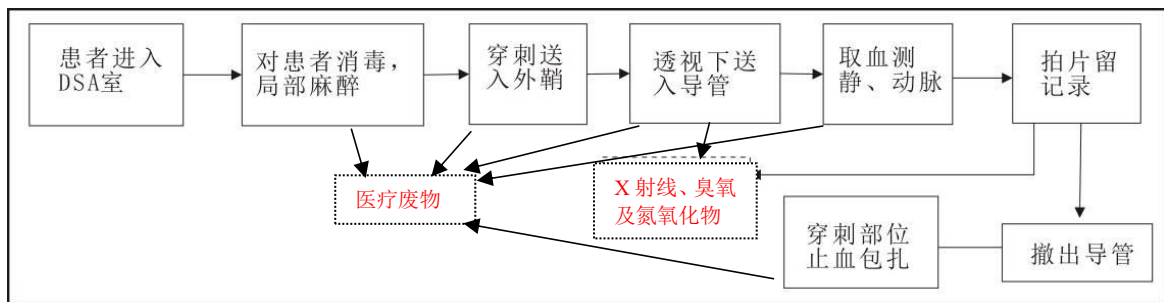 患者进入
DSA室
对患者消毒，
局部麻醉
穿刺送
入外鞘
透视下送
入导管
取血测
静、动脉
拍片留
记录
医疗废物
X 射线、臭氧
及氮氧化物
穿刺部位
止血包扎
撤出导管